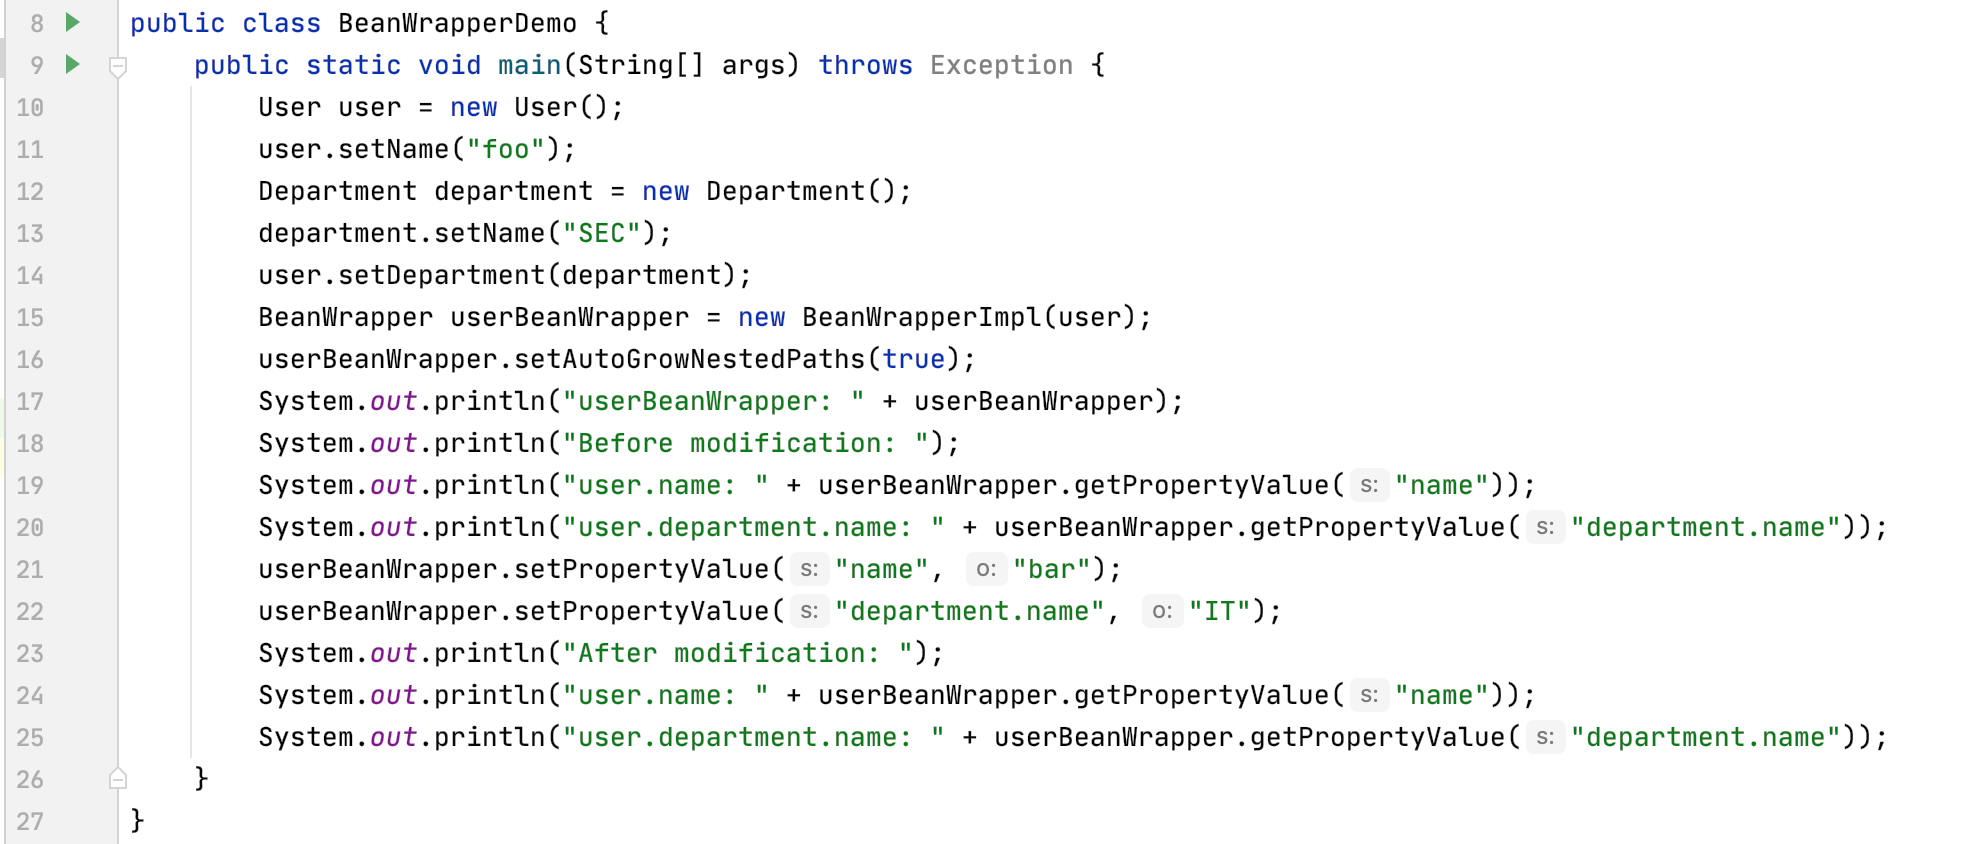 8 public class BeanWrapperDemo {
9 public static void main(String[] args) throws Exception {
10 User user = new User();
11 user.setName("foo");
12 Department department = new Department();
13 department.setName("SEC");
14 user.setDepartment(department);
15 BeanWrapper userBeanWrapper = new BeanWrapperImpl(user);
16 userBeanWrapper.setAutoGrowNestedPaths(true);
17 System.out.println("userBeanWrapper: " + userBeanWrapper);
18 System.out.println("Before modification: ");
19 System.out.println("user.name: " + userBeanWrapper.getPropertyValue( s: "name"));
20 System.out.println("user.department.name: " + userBeanWrapper.getPropertyValue( s: "department.name"));
21 userBeanWrapper.setPropertyValue( s: "name", o: "bar");
22 userBeanWrapper.setPropertyValue( s: "department.name", o: "IT");
23 System.out.println("After modification: ");
24 System.out.println("user.name: " + userBeanWrapper.getPropertyValue( s: "name"));
25 System.out.println("user.department.name: " + userBeanWrapper.getPropertyValue( s: "department.name"));
26 }
27 }